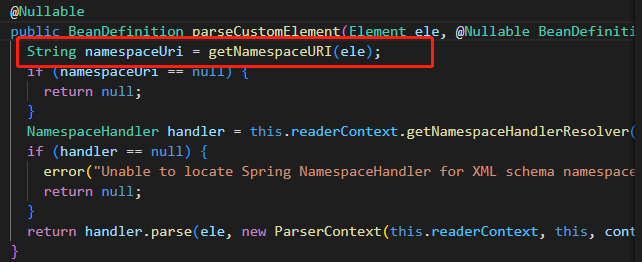 @Nullable
public BeanDefinition parseCustomElement(Element ele, @Nullable BeanDefiniti
String namespaceUri = getNamespaceURI(ele);
if (namespaceUri == null) {
return null;
}
NamespaceHandler handler = this.readerContext.getNamespaceHandlerResolver(
if (handler == null) {
error("Unable to locate Spring NamespaceHandler for XML schema namespace
return null;
}
return handler.parse(ele, new ParserContext(this.readerContext, this, cont
}